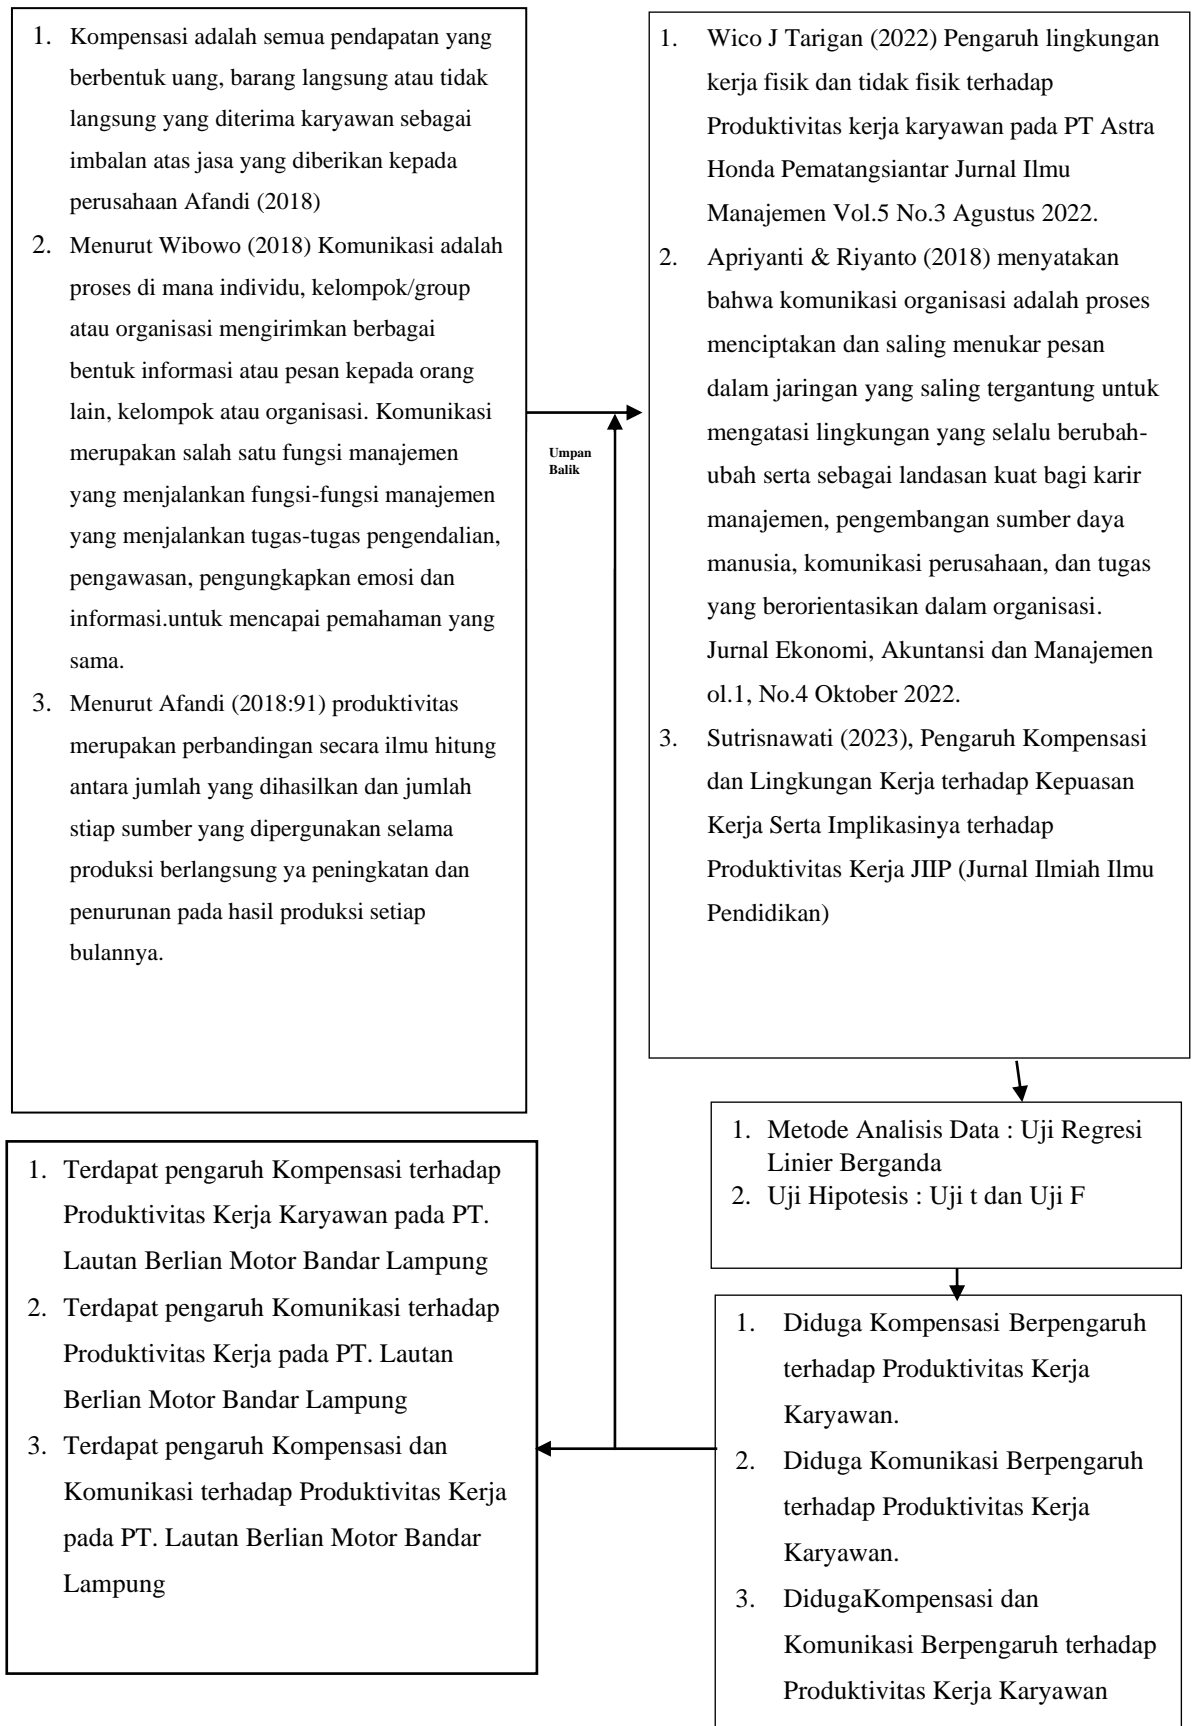 1. Kompensasi adalah semua pendapatan yang
berbentuk uang, barang langsung atau tidak
langsung yang diterima karyawan sebagai
imbalan atas jasa yang diberikan kepada
perusahaan Afandi (2018)
2. Menurut Wibowo (2018) Komunikasi adalah
proses di mana individu, kelompok/group
atau organisasi mengirimkan berbagai
bentuk informasi atau pesan kepada orang
lain, kelompok atau organisasi. Komunikasi
merupakan salah satu fungsi manajemen
yang menjalankan fungsi-fungsi manajemen
yang menjalankan tugas-tugas pengendalian,
pengawasan, pengungkapkan emosi dan
informasi.untuk mencapai pemahaman yang
sama.
3. Menurut Afandi (2018:91) produktivitas
merupakan perbandingan secara ilmu hitung
antara jumlah yang dihasilkan dan jumlah
stiap sumber yang dipergunakan selama
produksi berlangsung ya peningkatan dan
penurunan pada hasil produksi setiap
bulannya.
Umpan
Balik
1. Wico J Tarigan (2022) Pengaruh lingkungan
kerja fisik dan tidak fisik terhadap
Produktivitas kerja karyawan pada PT Astra
Honda Pematangsiantar Jurnal Ilmu
Manajemen Vol.5 No.3 Agustus 2022.
2. Apriyanti & Riyanto (2018) menyatakan
bahwa komunikasi organisasi adalah proses
menciptakan dan saling menukar pesan
dalam jaringan yang saling tergantung untuk
mengatasi lingkungan yang selalu berubah-
ubah serta sebagai landasan kuat bagi karir
manajemen, pengembangan sumber daya
manusia, komunikasi perusahaan, dan tugas
yang berorientasikan dalam organisasi.
Jurnal Ekonomi, Akuntansi dan Manajemen
ol.1, No.4 Oktober 2022.
3. Sutrisnawati (2023), Pengaruh Kompensasi
dan Lingkungan Kerja terhadap Kepuasan
Kerja Serta Implikasinya terhadap
Produktivitas Kerja JIIP (Jurnal Ilmiah Ilmu
Pendidikan)
1. Metode Analisis Data : Uji Regresi
Linier Berganda
2. Uji Hipotesis : Uji t dan Uji F
1. Diduga Kompensasi Berpengaruh
terhadap Produktivitas Kerja
Karyawan.
2. Diduga Komunikasi Berpengaruh
terhadap Produktivitas Kerja
Karyawan.
3. DidugaKompensasi dan
Komunikasi Berpengaruh terhadap
Produktivitas Kerja Karyawan
1. Terdapat pengaruh Kompensasi terhadap
Produktivitas Kerja Karyawan pada PT.
Lautan Berlian Motor Bandar Lampung
2. Terdapat pengaruh Komunikasi terhadap
Produktivitas Kerja pada PT. Lautan
Berlian Motor Bandar Lampung
3. Terdapat pengaruh Kompensasi dan
Komunikasi terhadap Produktivitas Kerja
pada PT. Lautan Berlian Motor Bandar
Lampung